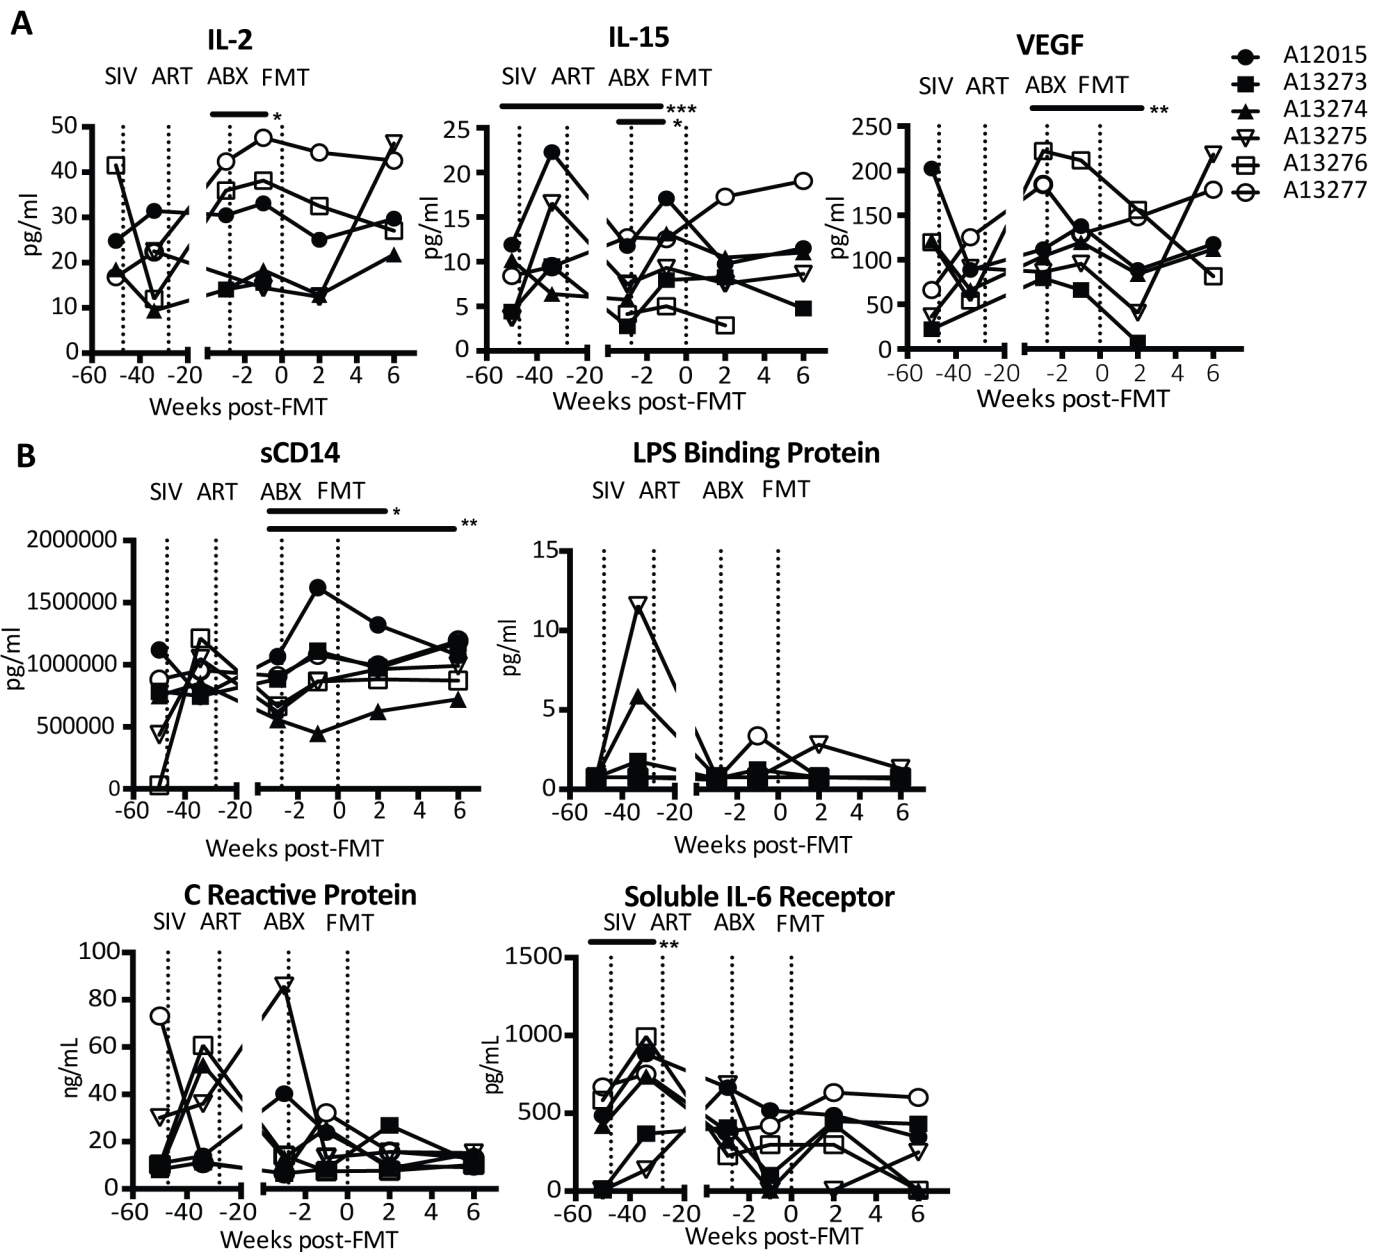 A
IL-2
SIV ART ABX FMT
*
50
40
30
20
10
0
pg/ml
-60 -40 -20 -2 0 2 4 6
Weeks post-FMT
IL-15
SIV ART ABX FMT
***
*
25
20
15
10
5
0
pg/ml
-60 -40 -20 -2 0 2 4 6
Weeks post-FMT
VEGF
SIV ART ABX FMT
**
250
200
150
100
50
0
pg/ml
-60 -40 -20 -2 0 2 4 6
Weeks post-FMT
A12015
A13273
A13274
A13275
A13276
A13277
B
sCD14
SIV ART ABX FMT
*
**
2000000
1500000
1000000
500000
0
pg/ml
-60 -40 -20 -2 0 2 4 6
Weeks post-FMT
LPS Binding Protein
SIV ART ABX FMT
15
10
5
0
pg/ml
-60 -40 -20 -2 0 2 4 6
Weeks post-FMT
C Reactive Protein
SIV ART ABX FMT
100
80
60
40
20
0
ng/mL
-60 -40 -20 -2 0 2 4 6
Weeks post-FMT
Soluble IL-6 Receptor
SIV ART ABX FMT
**
1500
1000
500
0
pg/mL
-60 -40 -20 -2 0 2 4 6
Weeks post-FMT